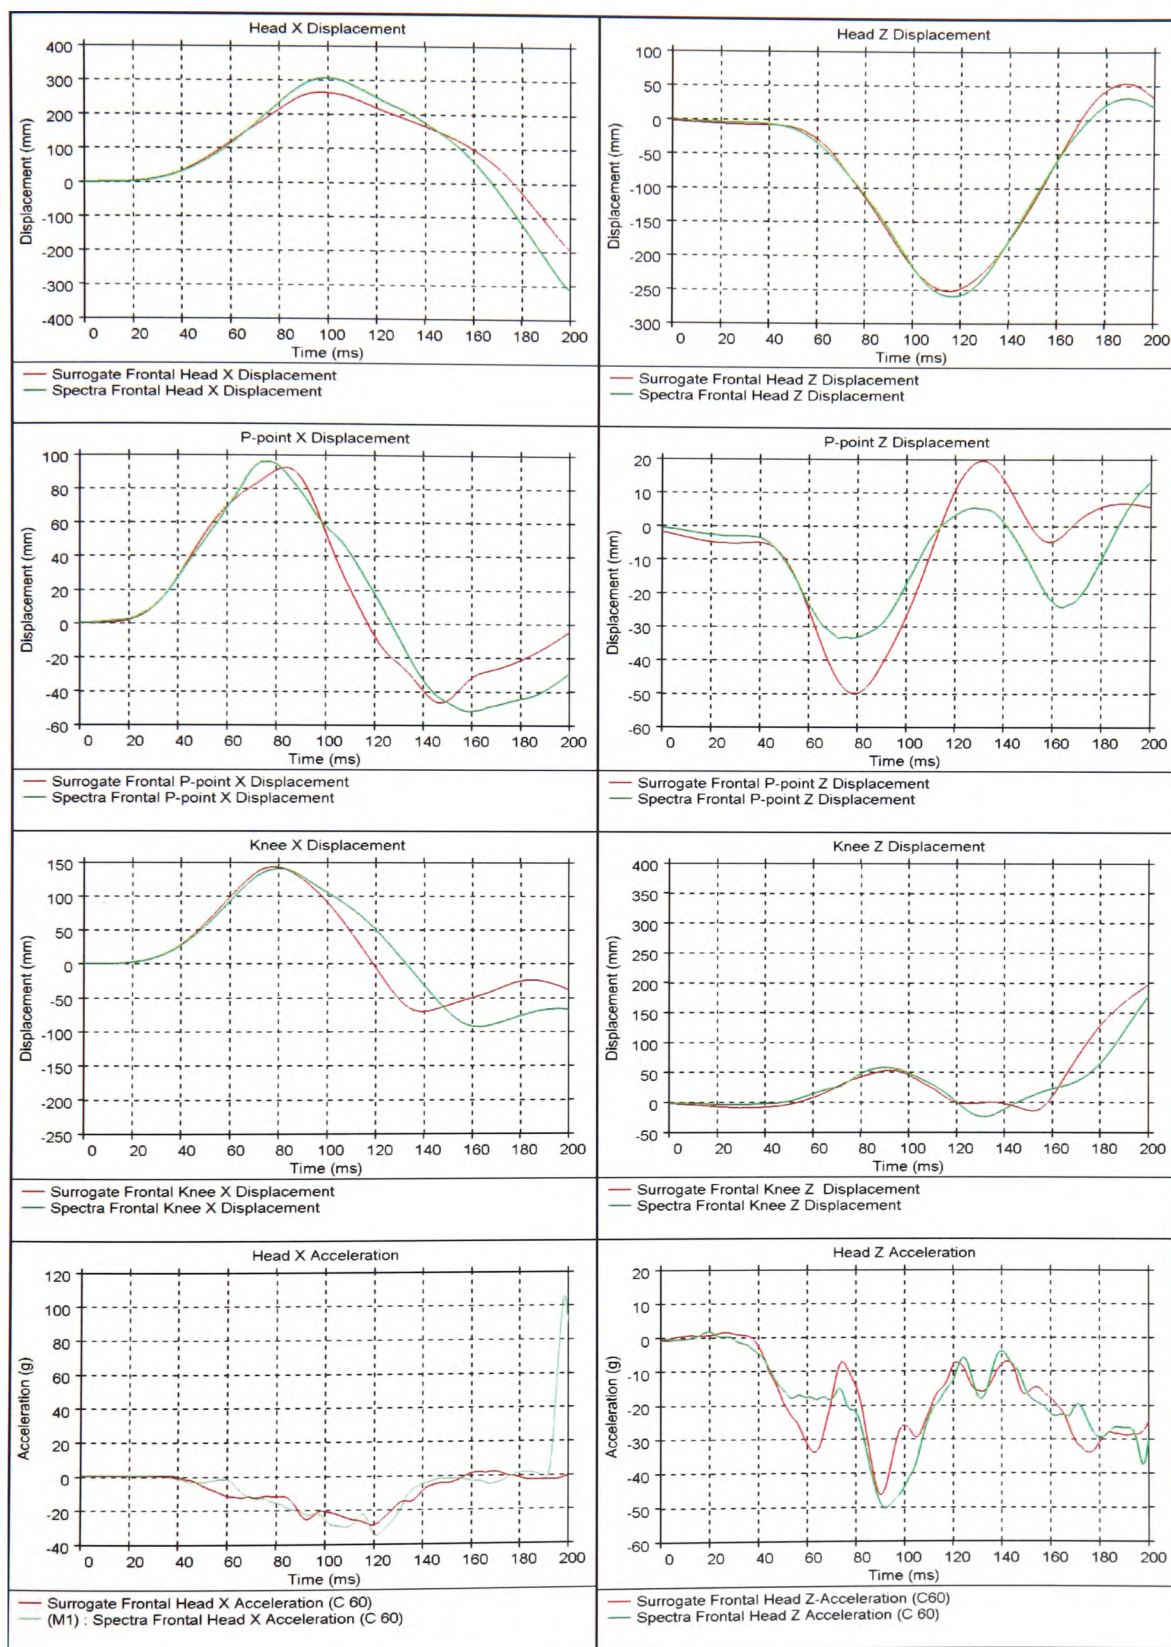 Head X Displacement
400
300
200
100
0
-100
-200
-300
-400
Displacement (mm)
0 20 40 60 80 100 120 140 160 180 200
Time (ms)
Surrogate Frontal Head X Displacement
Spectra Frontal Head X Displacement
Head Z Displacement
100
50
0
-50
-100
-150
-200
-250
-300
Displacement (mm)
0 20 40 60 80 100 120 140 160 180 200
Time (ms)
Surrogate Frontal Head Z Displacement
Spectra Frontal Head Z Displacement
P-point X Displacement
100
80
60
40
20
0
-20
-40
-60
Displacement (mm)
0 20 40 60 80 100 120 140 160 180 200
Time (ms)
Surrogate Frontal P-point X Displacement
Spectra Frontal P-point X Displacement
P-point Z Displacement
20
10
0
-10
-20
-30
-40
-50
-60
Displacement (mm)
0 20 40 60 80 100 120 140 160 180 200
Time (ms)
Surrogate Frontal P-point Z Displacement
Spectra Frontal P-point Z Displacement
Knee X Displacement
150
100
50
0
-50
-100
-150
-200
-250
Displacement (mm)
0 20 40 60 80 100 120 140 160 180 200
Time (ms)
Surrogate Frontal Knee X Displacement
Spectra Frontal Knee X Displacement
Knee Z Displacement
400
350
300
250
200
150
100
50
0
-50
Displacement (mm)
0 20 40 60 80 100 120 140 160 180 200
Time (ms)
Surrogate Frontal Knee Z Displacement
Spectra Frontal Knee Z Displacement
Head X Acceleration
120
100
80
60
40
20
0
-20
-40
Acceleration (g)
0 20 40 60 80 100 120 140 160 180 200
Time (ms)
Surrogate Frontal Head X Acceleration (C 60)
(M1) : Spectra Frontal Head X Acceleration (C 60)
Head Z Acceleration
20
10
0
-10
-20
-30
-40
-50
-60
Acceleration (g)
0 20 40 60 80 100 120 140 160 180 200
Time (ms)
Surrogate Frontal Head Z-Acceleration (C60)
Spectra Frontal Head Z Acceleration (C 60)